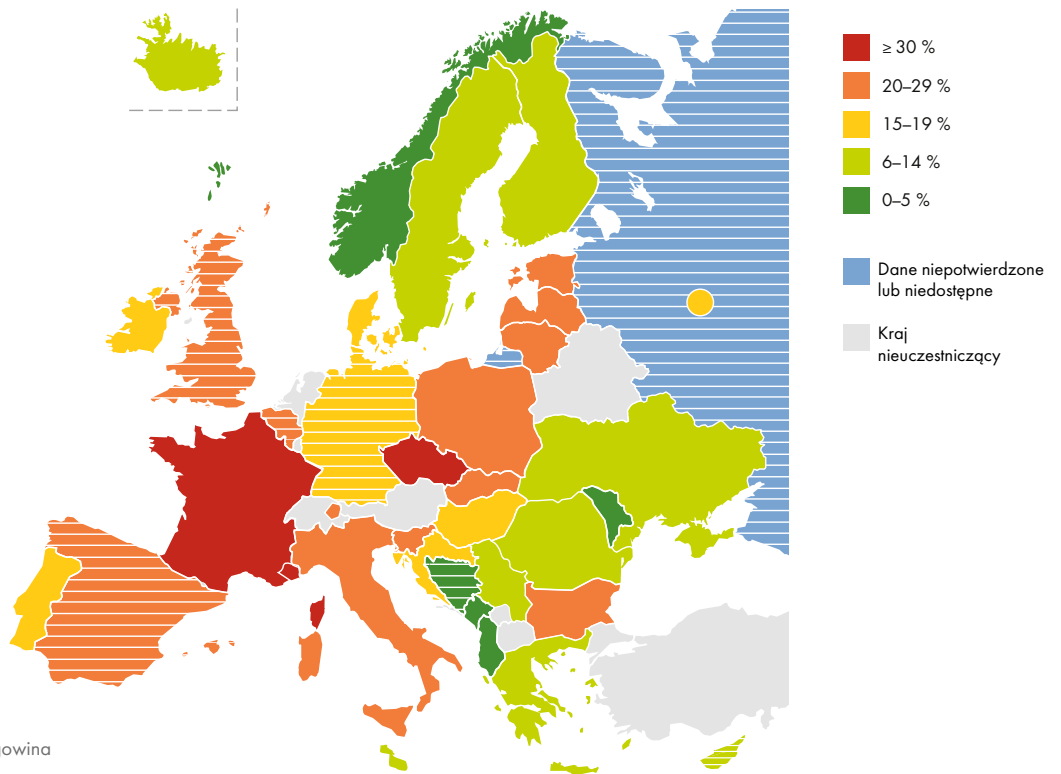 ≥ 30 %
20–29 %
15–19 %
6–14 %
0–5 %
Dane niepotwierdzone
lub niedostępne
Kraj
nieuczestniczący